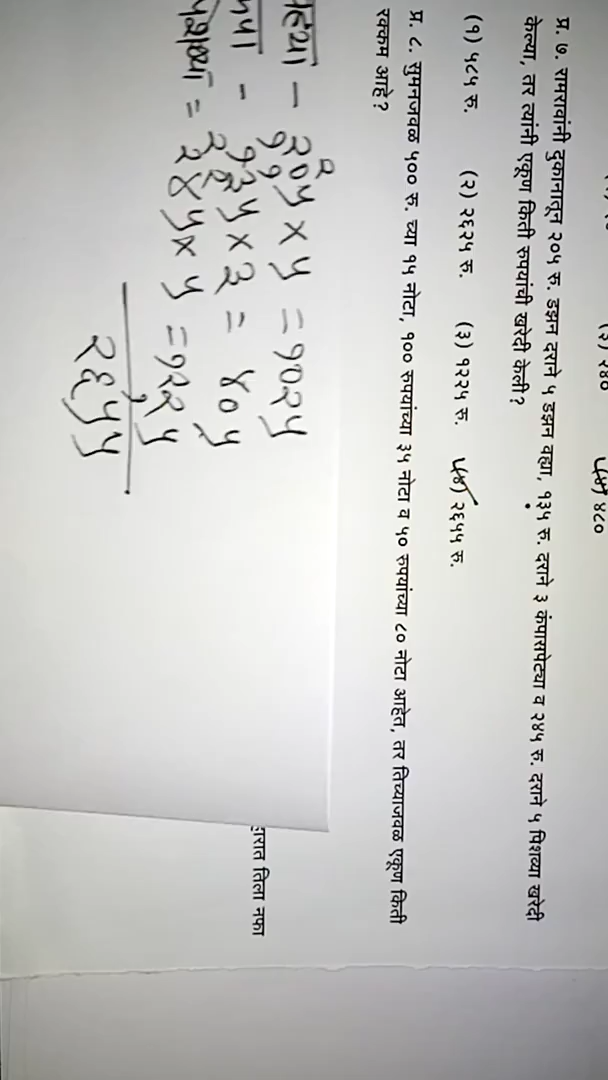 (३) २४० (४) ४८०
प्र. ७. रामरावांनी दुकानातून २०५ रु. डझन दराने ५ डझन वह्या, १३५ रु. दराने ३ कंपासपेट्या व २४५ रु. दराने ५ पिशव्या खरेदी
केल्या, तर त्यांनी एकूण किती रुपयांची खरेदी केली?
(१) ५८५ रु. (२) २६२५ रु. (३) १२२५ रु. (४) २६५५ रु.
प्र. ८. सुमनजवळ ५०० रु. च्या १५ नोटा, १०० रुपयांच्या ३५ नोटा व ५० रुपयांच्या ८० नोटा आहेत, तर तिच्याजवळ एकूण किती
रक्कम आहे?
वह्या - २०५ × ५ = १०२५
१३५ × ३ = ४०५
पिशव्या = २४५ × ५ = १२२५
२६५५
तिला नफा